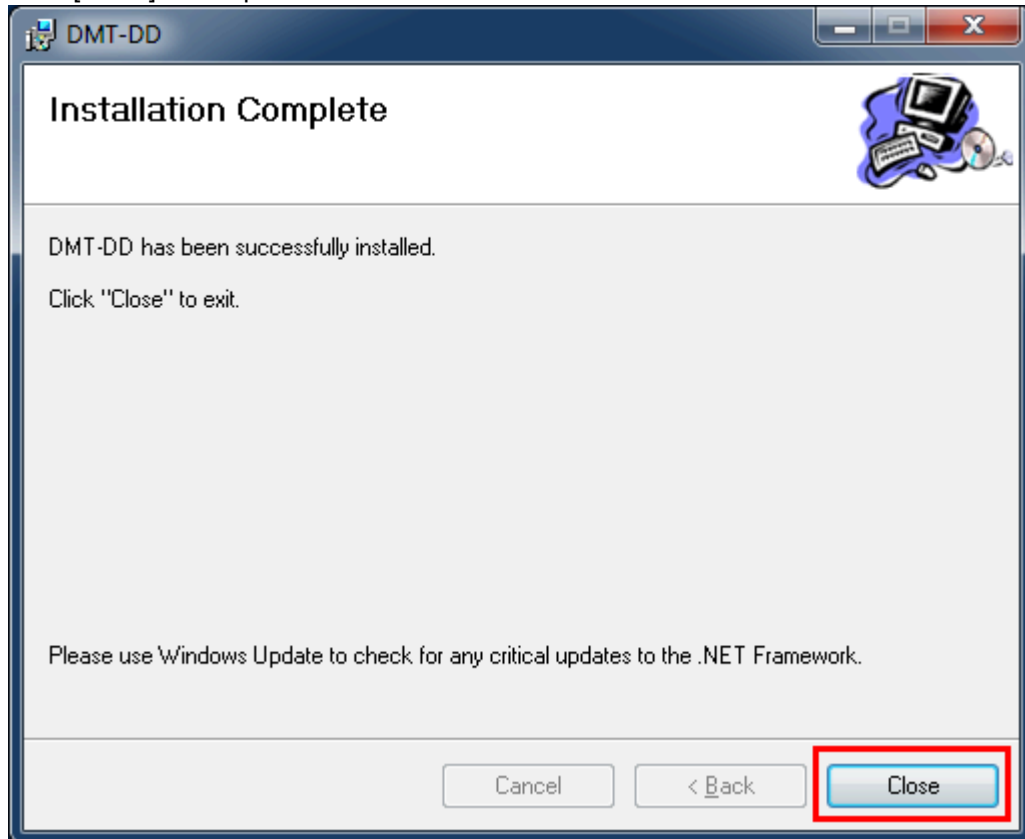 DMT-DD
Installation Complete
DMT-DD has been successfully installed.
Click "Close" to exit.
Please use Windows Update to check for any critical updates to the .NET Framework.
Cancel
< Back
Close